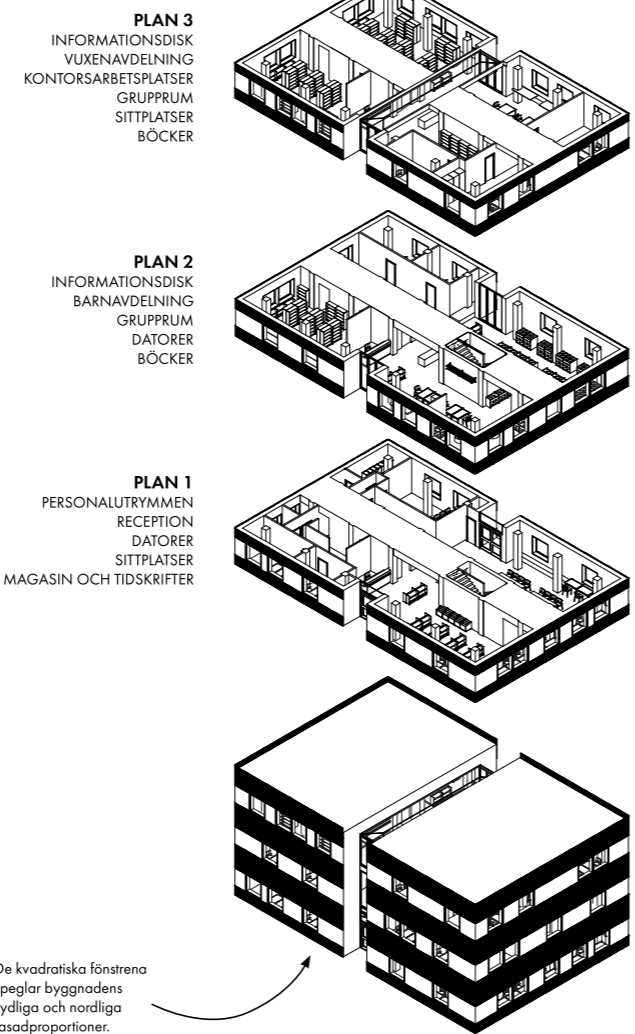 PLAN 3
INFORMATIONSDISK
VUXENAVDELNING
KONTORSARBETSPLATSER
GRUPPRUM
SITTPLATSER
BÖCKER
PLAN 2
INFORMATIONSDISK
BARNAVDELNING
GRUPPRUM
DATORER
BÖCKER
PLAN 1
PERSONALUTRYMMEN
RECEPTION
DATORER
SITTPLATSER
MAGASIN OCH TIDSKRIFTER
De kvadratiska fönstrena
peglar byggnadens
ydliga och nordliga
asadproportioner.